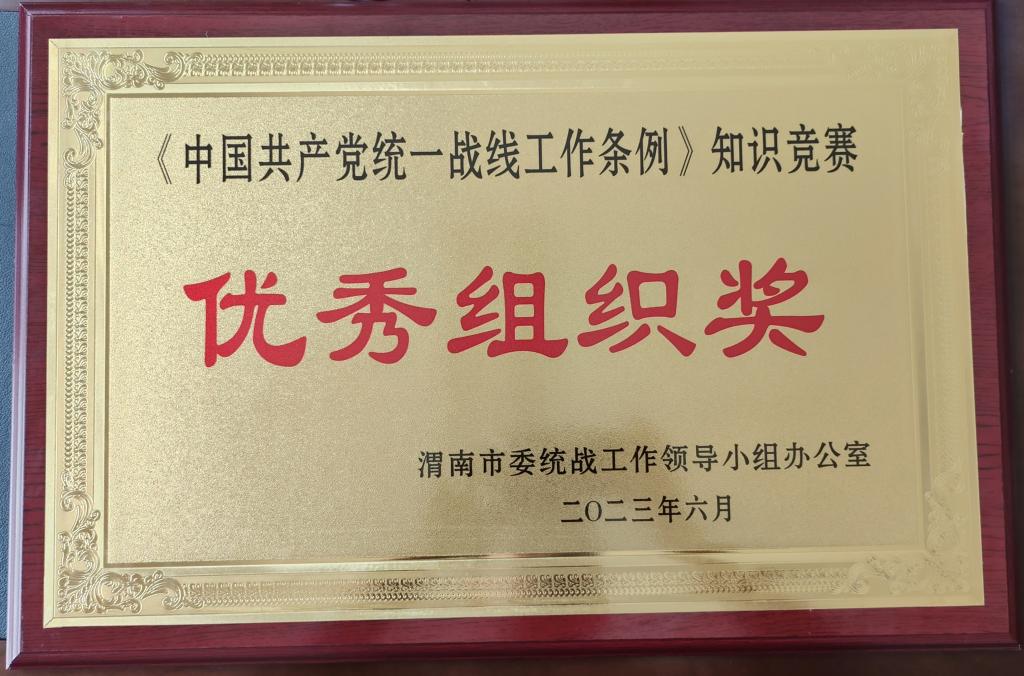 《中国共产党统一战线工作条例》知识竞赛
优秀组织奖
渭南市委统战工作领导小组办公室
二〇二三年六月